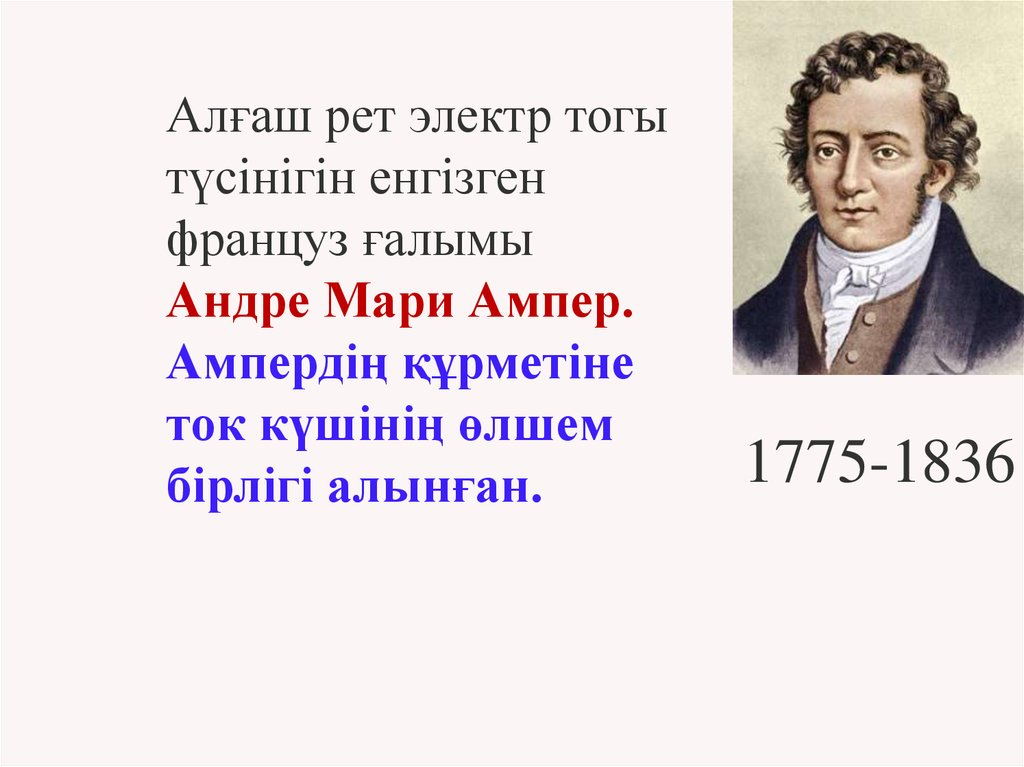 Алғаш рет электр тогы
түсінігін енгізген
француз ғалымы
Андре Мари Ампер.
Ампердің құрметіне
ток күшінің өлшем
бірлігі алынған.
1775-1836